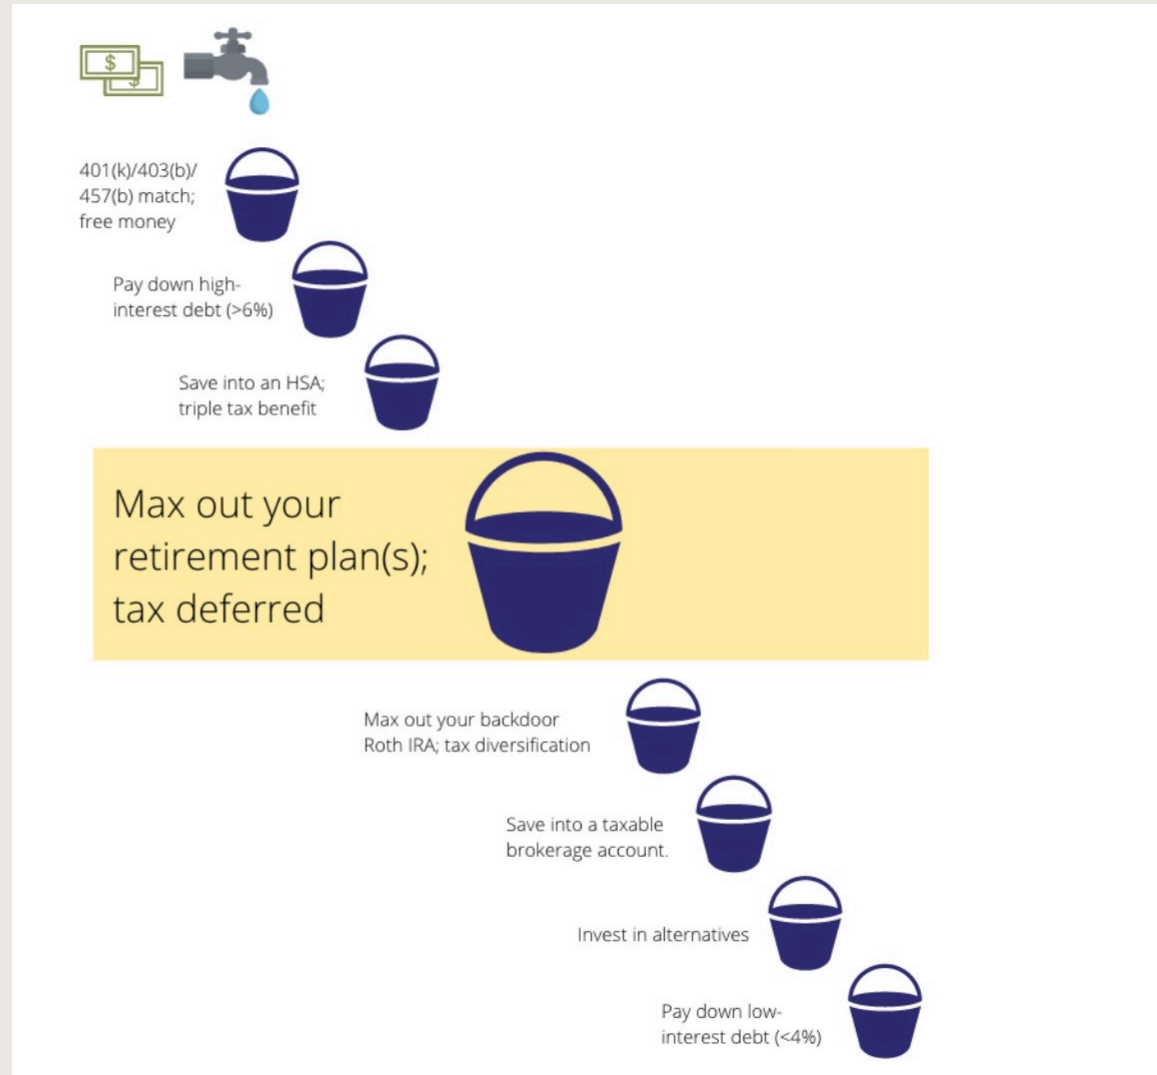 $
$
401(k)/403(b)/
457(b) match;
free money
Pay down high-
interest debt (>6%)
Save into an HSA;
triple tax benefit
Max out your
retirement plan(s);
tax deferred
Max out your backdoor
Roth IRA; tax diversification
Save into a taxable
brokerage account.
Invest in alternatives
Pay down low-
interest debt (<4%)